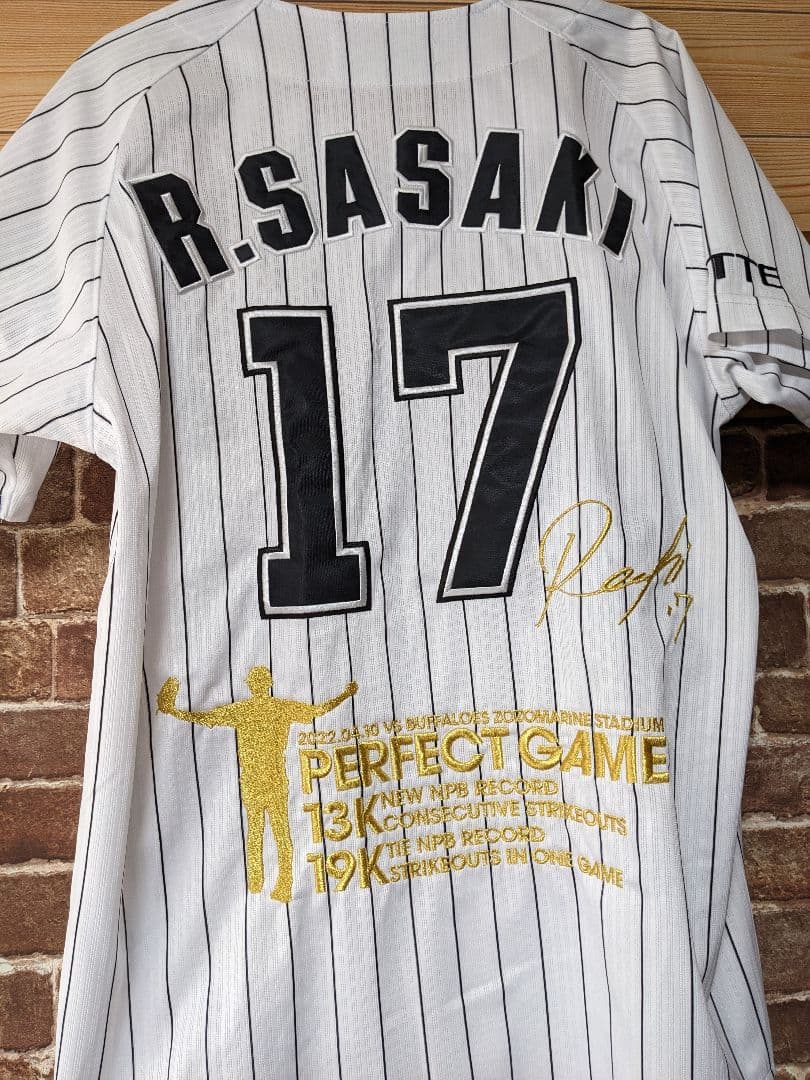 R.SASAKI
TTE
17
2022.04.10 VS BUFFALOES ZOZOMARINE STADIUM
PERFECT GAME
13K NEW NPB RECORD
CONSECUTIVE STRIKEOUTS
19K TIE NPB RECORD
STRIKEOUTS IN ONE GAME